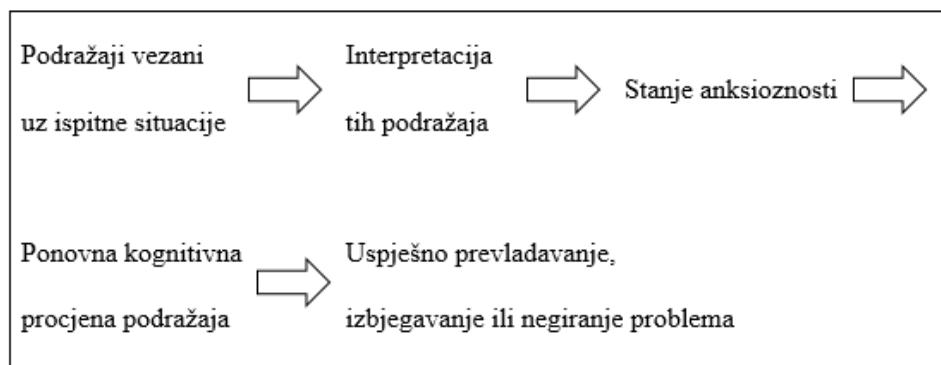 Podražaji vezani
uz ispitne situacije
Interpretacija
tih podražaja
Stanje anksioznosti
Ponovna kognitivna
procjena podražaja
Uspješno prevladavanje,
izbjegavanje ili negiranje problema